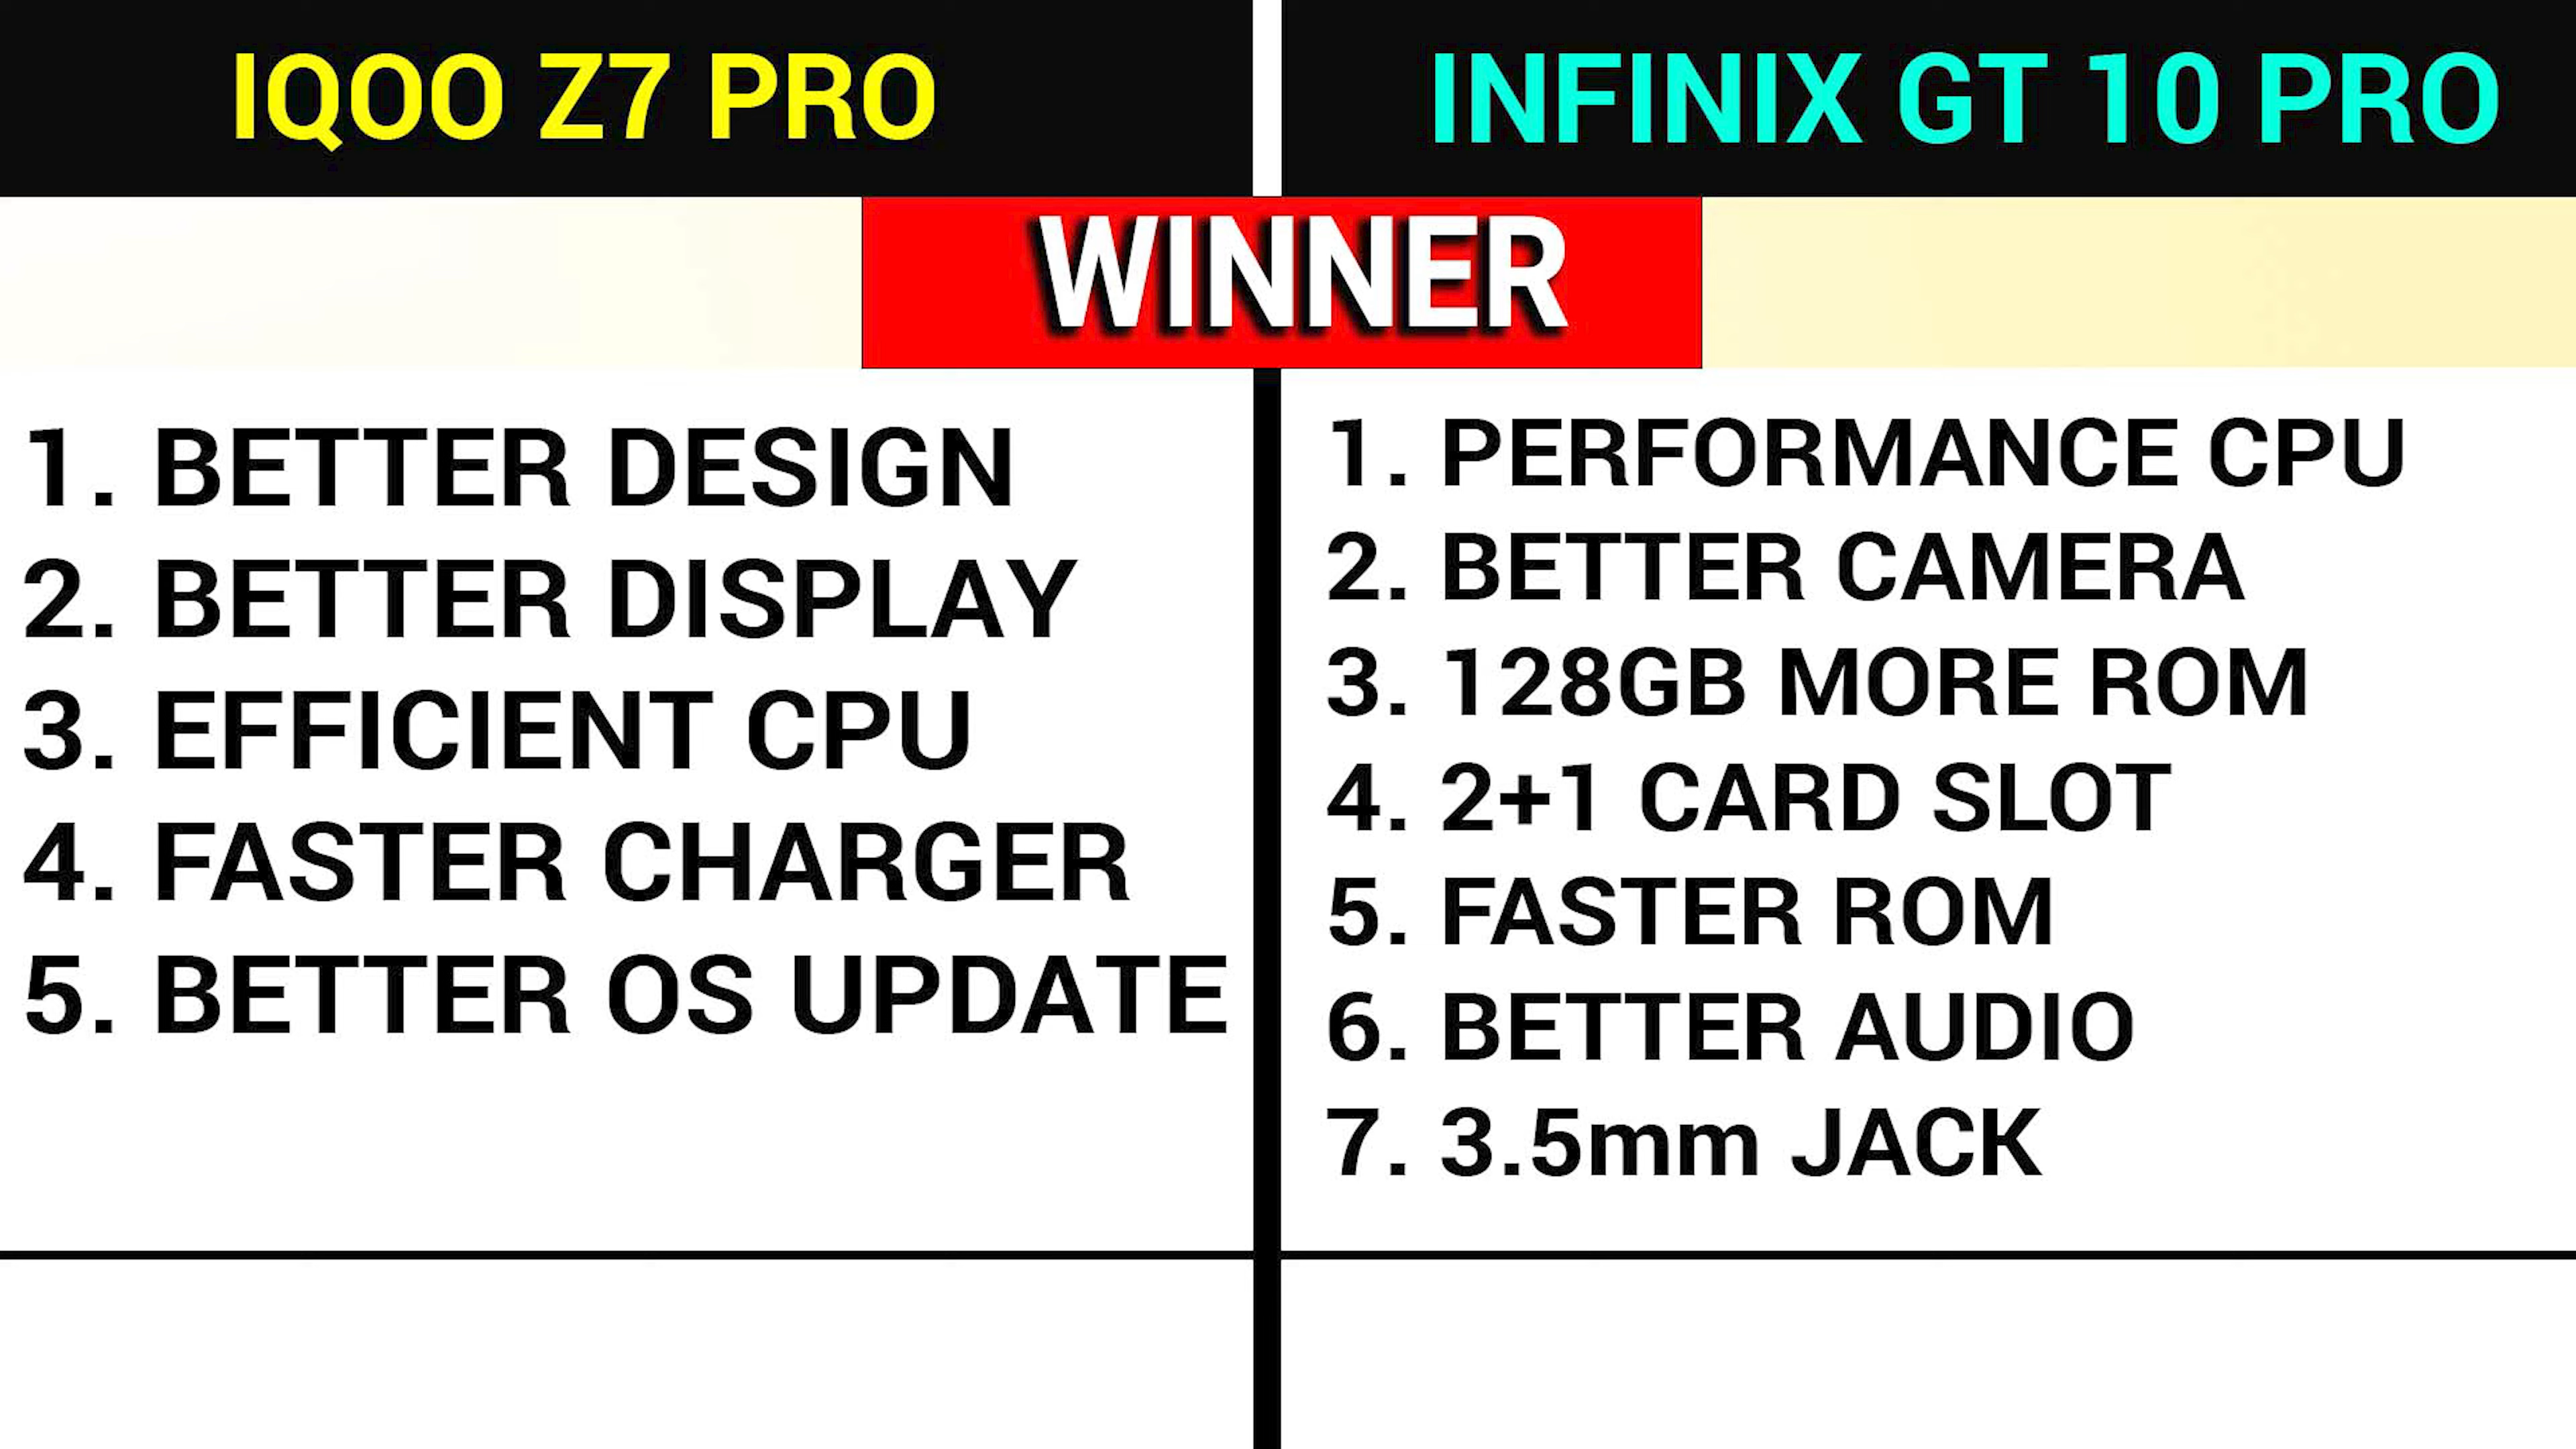 IQOO Z7 PRO
INFINIX GT 10 PRO
WINNER
1. BETTER DESIGN
2. BETTER DISPLAY
3. EFFICIENT CPU
4. FASTER CHARGER
5. BETTER OS UPDATE
1. PERFORMANCE CPU
2. BETTER CAMERA
3. 128GB MORE ROM
4. 2+1 CARD SLOT
5. FASTER ROM
6. BETTER AUDIO
7. 3.5mm JACK